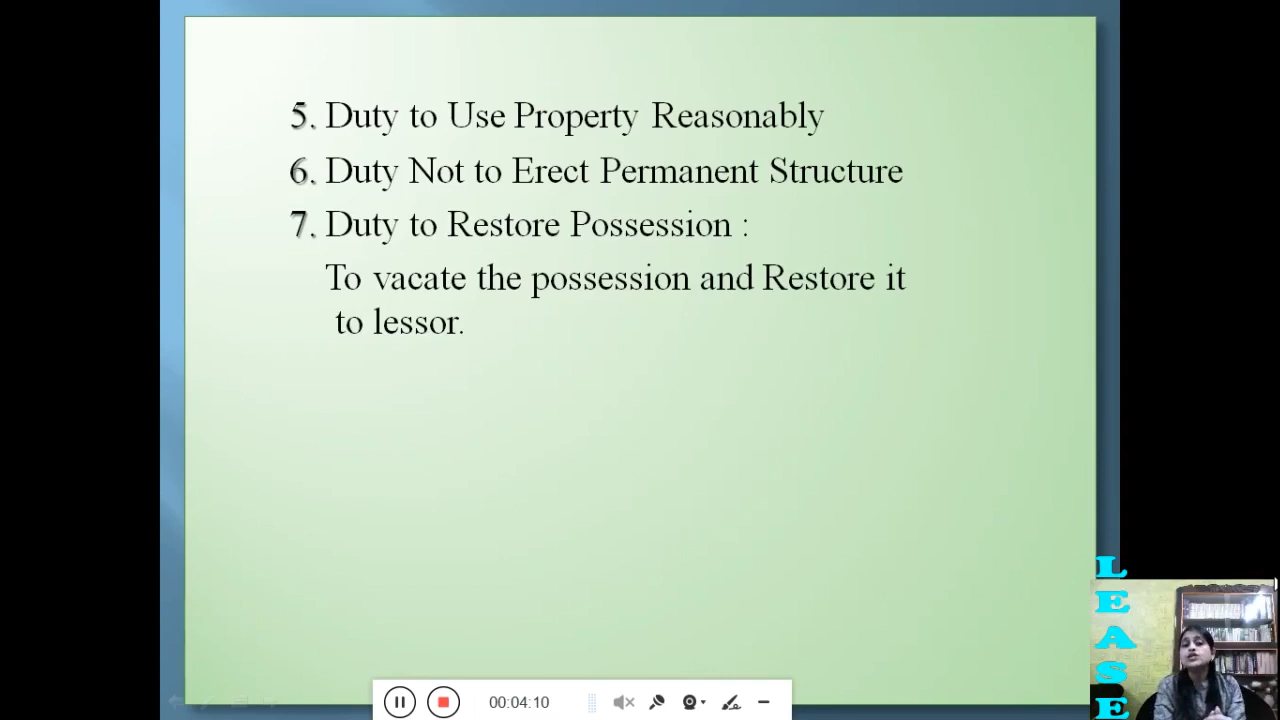 5. Duty to Use Property Reasonably
6. Duty Not to Erect Permanent Structure
7. Duty to Restore Possession :
To vacate the possession and Restore it
to lessor.
00:04:10
LEASE